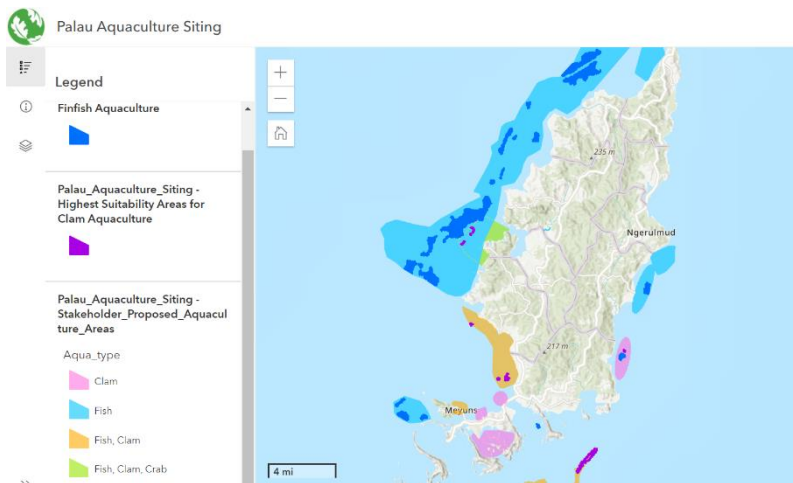 Palau Aquaculture Siting
Legend
Finfish Aquaculture
Palau_Aquaculture_Siting -
Highest Suitability Areas for
Clam Aquaculture
Palau_Aquaculture_Siting -
Stakeholder_Proposed_Aquacul
ture_Areas
Aqua_type
Clam
Fish
Fish, Clam
Fish, Clam, Crab
235 m
Ngerulmud
217 m
Meyuns
4 mi